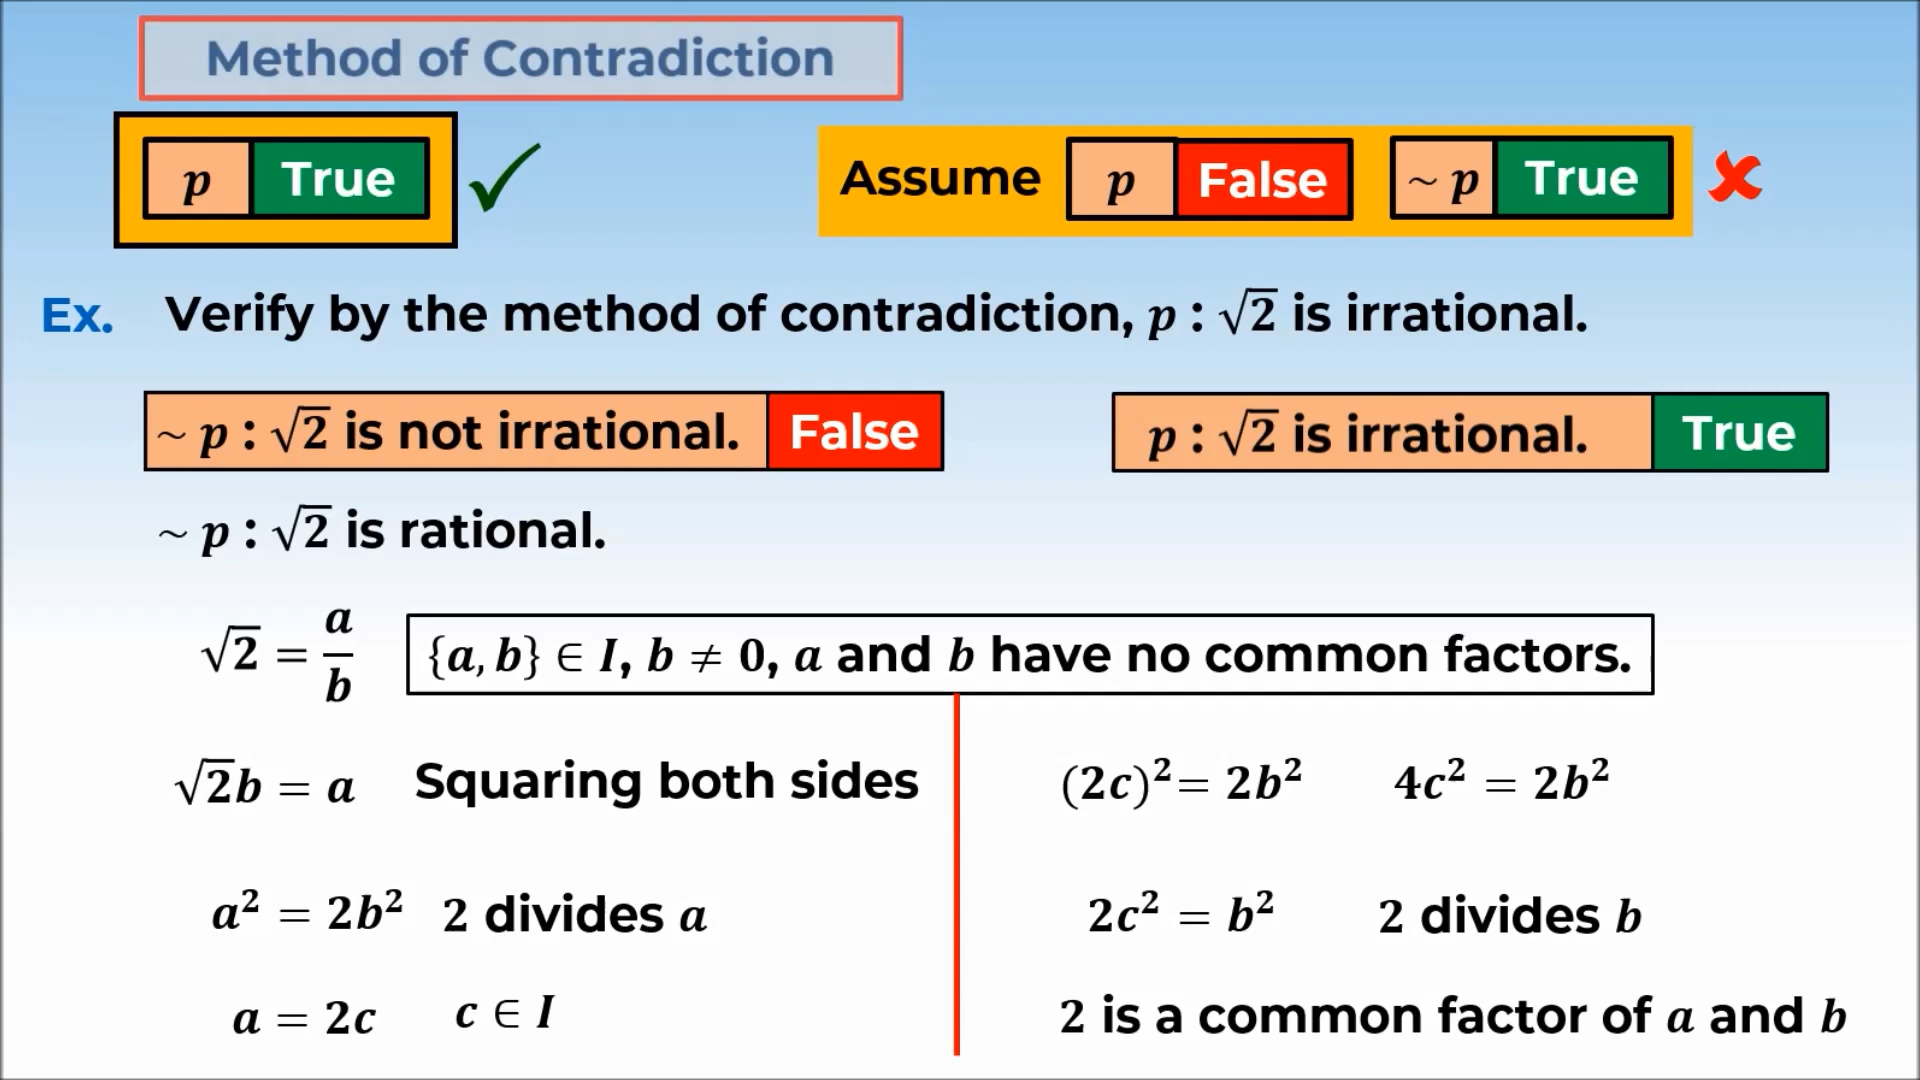 Method of Contradiction
p True ✓
Assume p False ~ p True ✘
Ex. Verify by the method of contradiction, p : √2 is irrational.
~ p : √2 is not irrational. False
p : √2 is irrational. True
~ p : √2 is rational.
√2 = a/b
{a, b} ∈ I, b ≠ 0, a and b have no common factors.
√2b = a Squaring both sides
a² = 2b² 2 divides a
a = 2c c ∈ I
(2c)² = 2b² 4c² = 2b²
2c² = b² 2 divides b
2 is a common factor of a and b